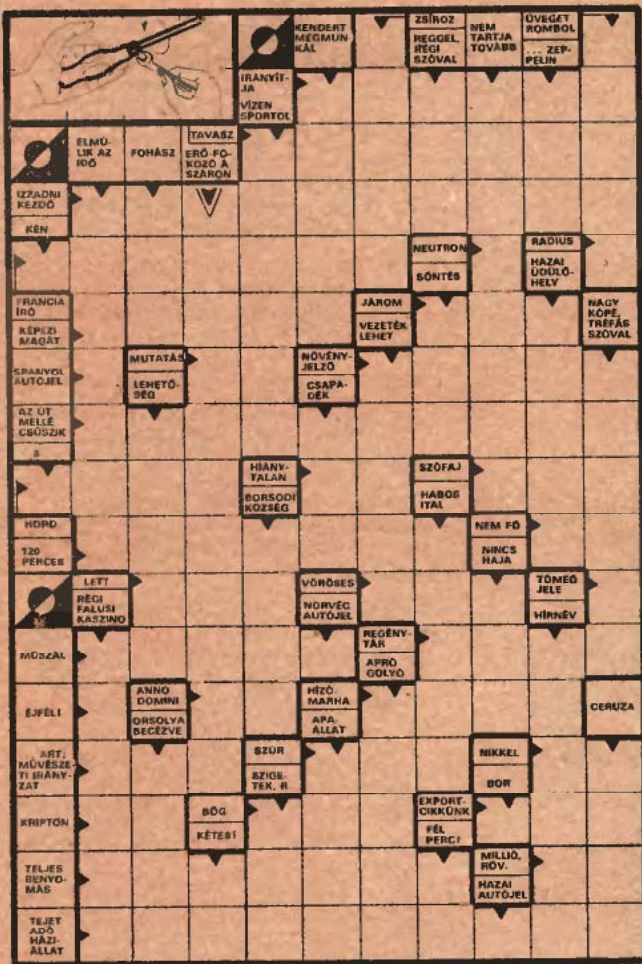 KENDERT
MEGMUN-
KÁL
ZSÍROZ
REGGEL,
RÉGI
SZÓVAL
NEM
TARTJA
TOVÁBB
ÜVEGET
ROMBOL
... ZEP-
PELIN
IRÁNYÍT-
JA
VÍZEN
SPORTOL
ELMÚ-
LIK AZ
IDŐ
FOHÁSZ
TAVASZ
ERŐ-FO-
KOZÓ A
SZÁRON
IZZADNI
KEZDŐ
KÉN
NEUTRON
SÖNTÉS
RADIUS
HAZAI
ÜDÜLŐ-
HELY
FRANCIA
ÍRÓ
KÉPEZI
MAGÁT
JÁROM
VEZETÉK
LEHET
NAGY
KÓPÉ,
TRÉFÁS
SZÓVAL
SPANYOL
AUTÓJEL
MUTATÁS
LEHETŐ-
SÉG
NÖVÉNY-
JELZŐ
CSAPA-
DÉK
AZ ÚT
MELLÉ
CSÚSZIK
HIÁNY-
TALAN
BORSODI
KÖZSÉG
SZÓFAJ
HABOS
ITAL
HORD
120
PERCES
NEM FŐ
NINCS
HAJA
LETT
RÉGI
FALUSI
KASZINÓ
VÖRÖSES
NORVÉG
AUTÓJEL
TÖMEG
JELE
HÍRNÉV
MŰSZÁL
REGÉNY-
TÁR
APRÓ
GOLYÓ
ÉJFÉLI
ANNO
DOMINI
ORSOLYA
BECÉZVE
HÍZÓ
MARHA
APA-
ÁLLAT
CERUZA
... ART,
MŰVÉSZE-
TI IRÁNY-
ZAT
SZŰR
SZIGE-
TEK, R
NIKKEL
BÓR
KRIPTON
BŐG
KÉTES!
EXPORT-
CIKKÜNK
FÉL
PERC!
TELJES
BENYO-
MÁS
MILLIÓ,
RÖV.
HAZAI
AUTÓJEL
TEJET
ADÓ
HÁZI-
ÁLLAT